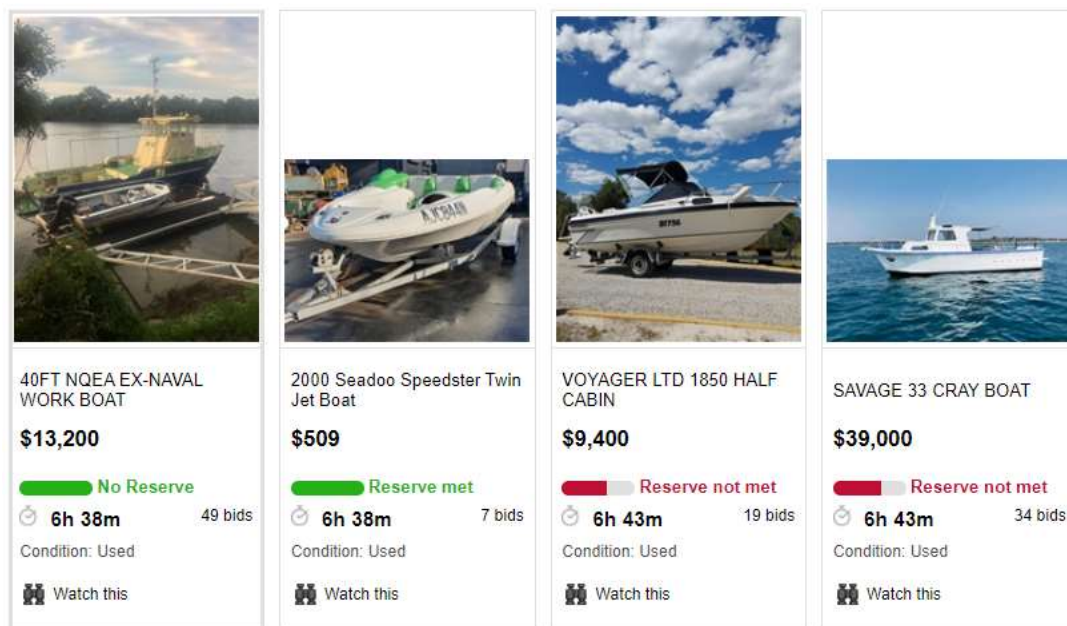 AJC844N
40FT NQEA EX-NAVAL
WORK BOAT
$13,200
No Reserve
6h 38m
49 bids
Condition: Used
Watch this
2000 Seadoo Speedster Twin
Jet Boat
$509
Reserve met
6h 38m
7 bids
Condition: Used
Watch this
VOYAGER LTD 1850 HALF
CABIN
$9,400
Reserve not met
6h 43m
19 bids
Condition: Used
Watch this
SAVAGE 33 CRAY BOAT
$39,000
Reserve not met
6h 43m
34 bids
Condition: Used
Watch this